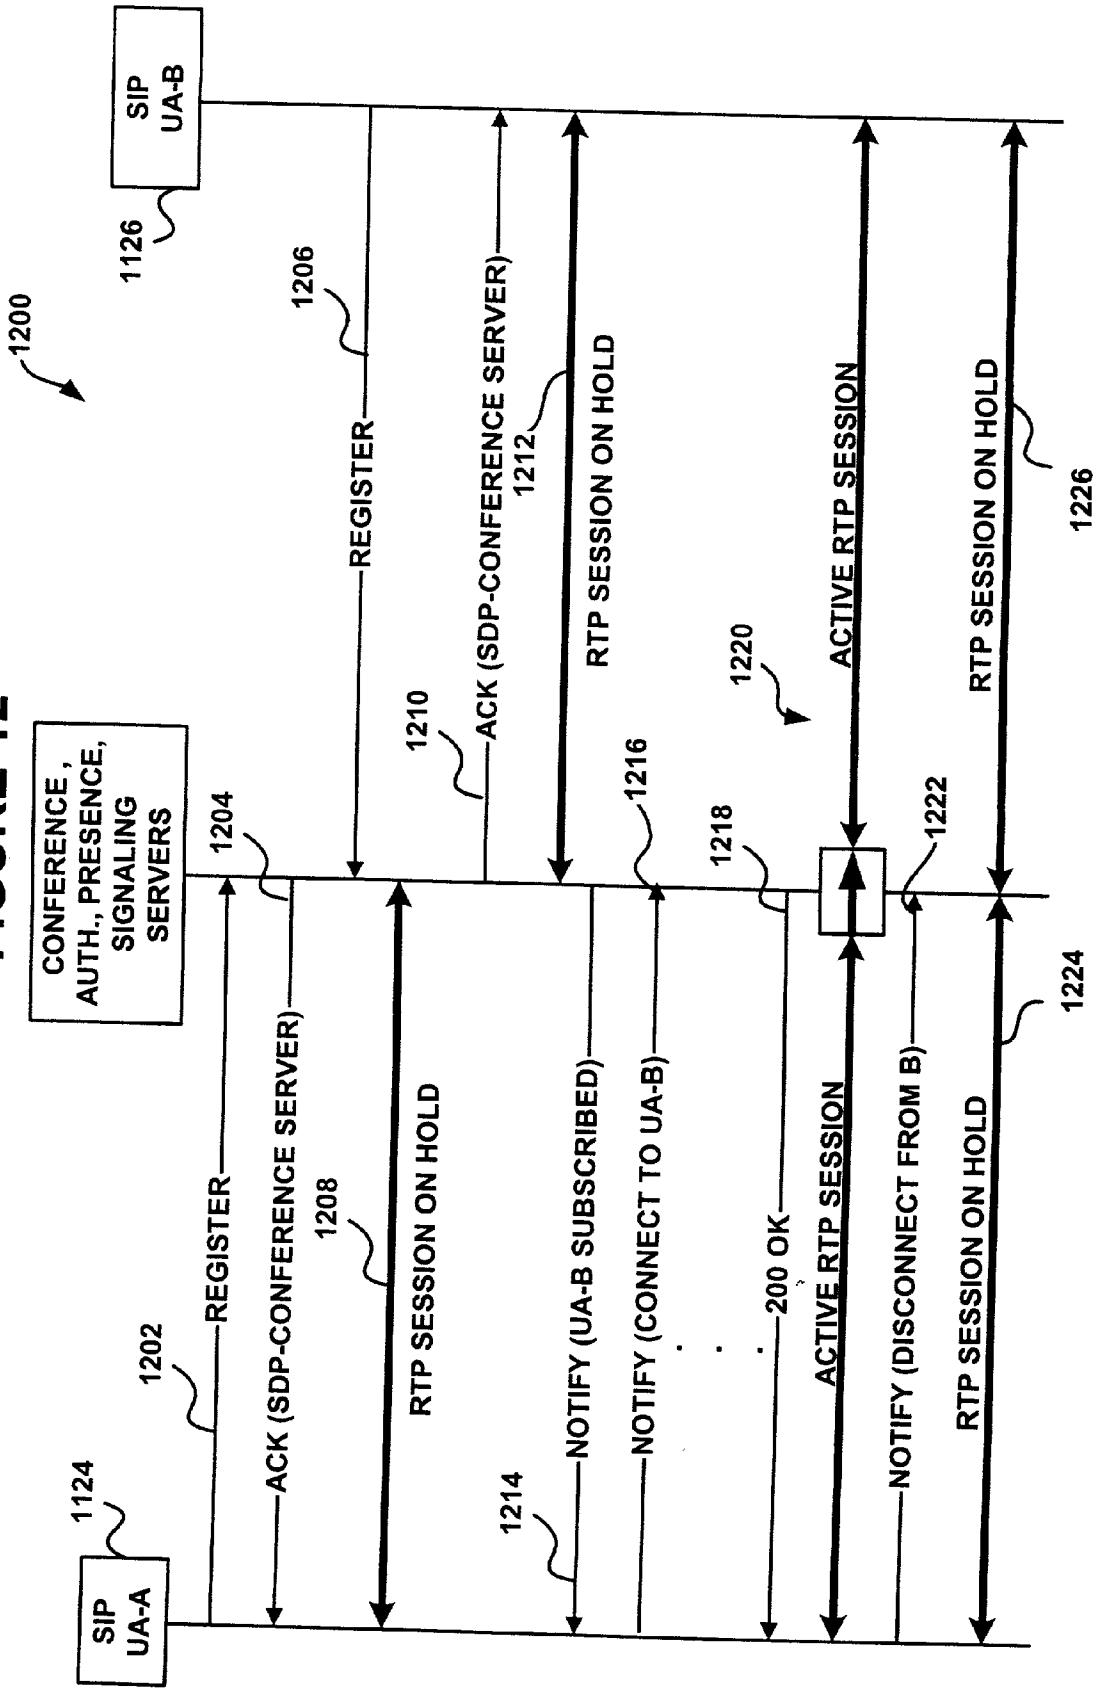 FIGURE 12
1200
SIP
UA-A
1124
CONFERENCE,
AUTH., PRESENCE,
SIGNALING
SERVERS
SIP
UA-B
1126
1202
REGISTER
1204
ACK (SDP-CONFERENCE SERVER)
1206
REGISTER
1208
RTP SESSION ON HOLD
1210
ACK (SDP-CONFERENCE SERVER)
1212
RTP SESSION ON HOLD
1214
NOTIFY (UA-B SUBSCRIBED)
1216
NOTIFY (CONNECT TO UA-B)
. . .
1218
200 OK
1220
ACTIVE RTP SESSION
ACTIVE RTP SESSION
1222
NOTIFY (DISCONNECT FROM B)
RTP SESSION ON HOLD
RTP SESSION ON HOLD
1224
1226